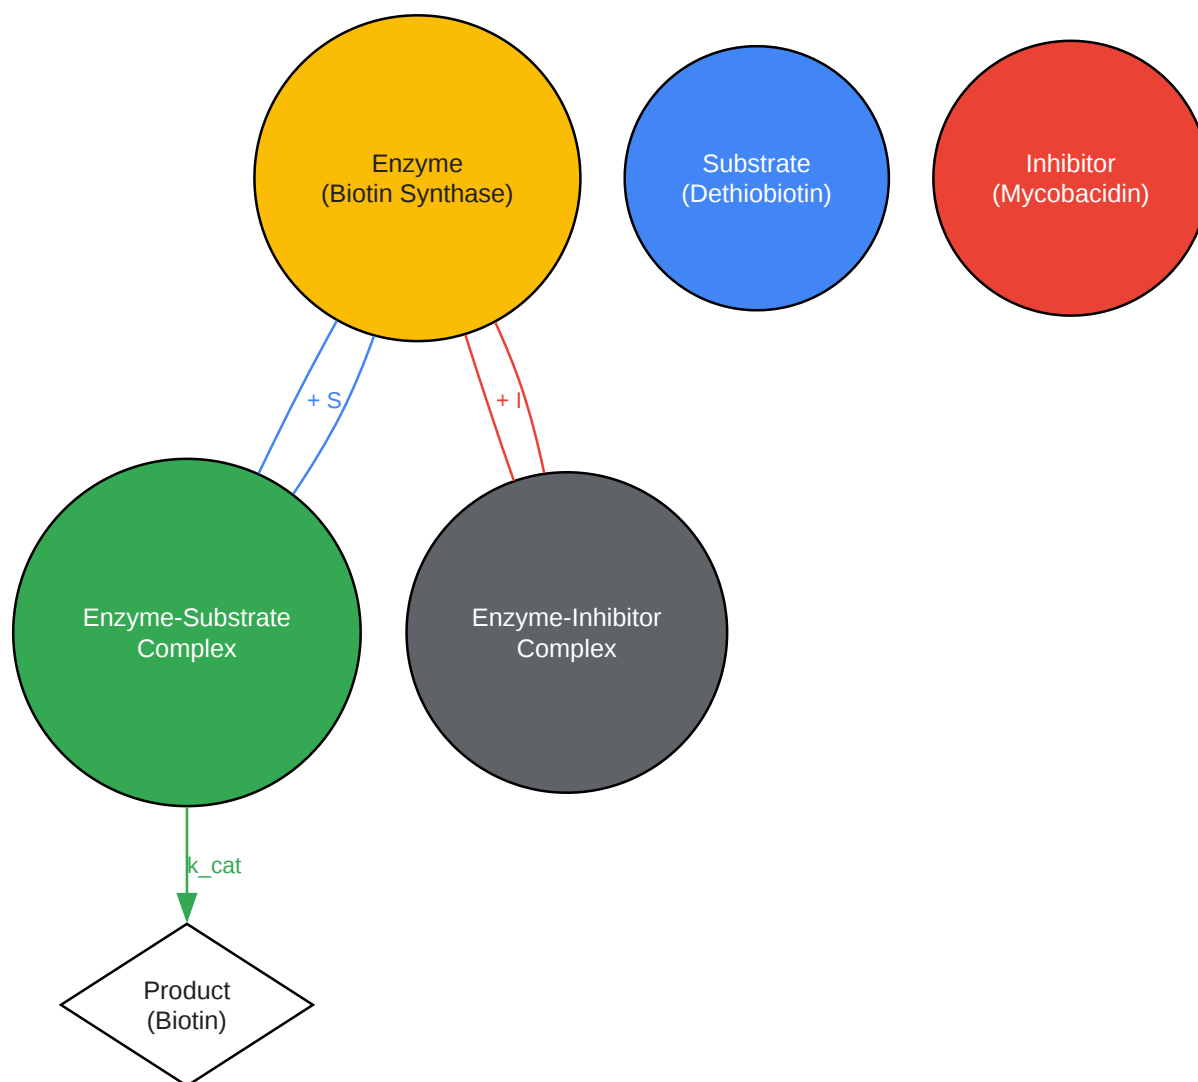 Enzyme
(Biotin Synthase)
Substrate
(Dethiobiotin)
Inhibitor
(Mycobacidin)
+ S
+ I
Enzyme-Substrate
Complex
Enzyme-Inhibitor
Complex
k_cat
Product
(Biotin)